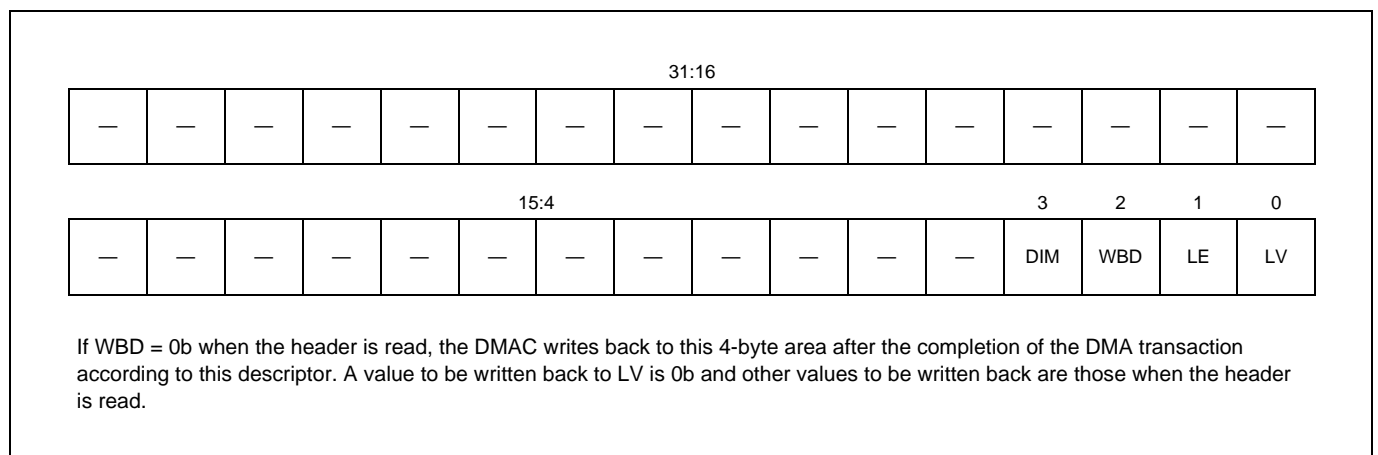 31:16
— — — — — — — — — — — — — — — —
15:4 3 2 1 0
— — — — — — — — — — — — DIM WBD LE LV
If WBD = 0b when the header is read, the DMAC writes back to this 4-byte area after the completion of the DMA transaction
according to this descriptor. A value to be written back to LV is 0b and other values to be written back are those when the header
is read.